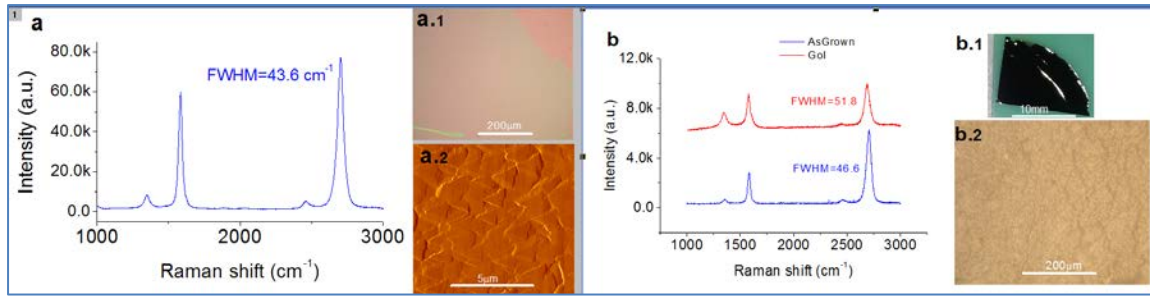 1
a
80.0k
60.0k
40.0k
20.0k
0.0
Intensity (a.u.)
FWHM=43.6 cm⁻¹
1000 2000 3000
Raman shift (cm⁻¹)
a.1
200μm
a.2
5μm
b
AsGrown
GoI
12.0k
8.0k
4.0k
0.0
Intensity (a.u.)
FWHM=51.8
FWHM=46.6
1000 1500 2000 2500 3000
Raman shift (cm⁻¹)
b.1
10mm
b.2
200μm